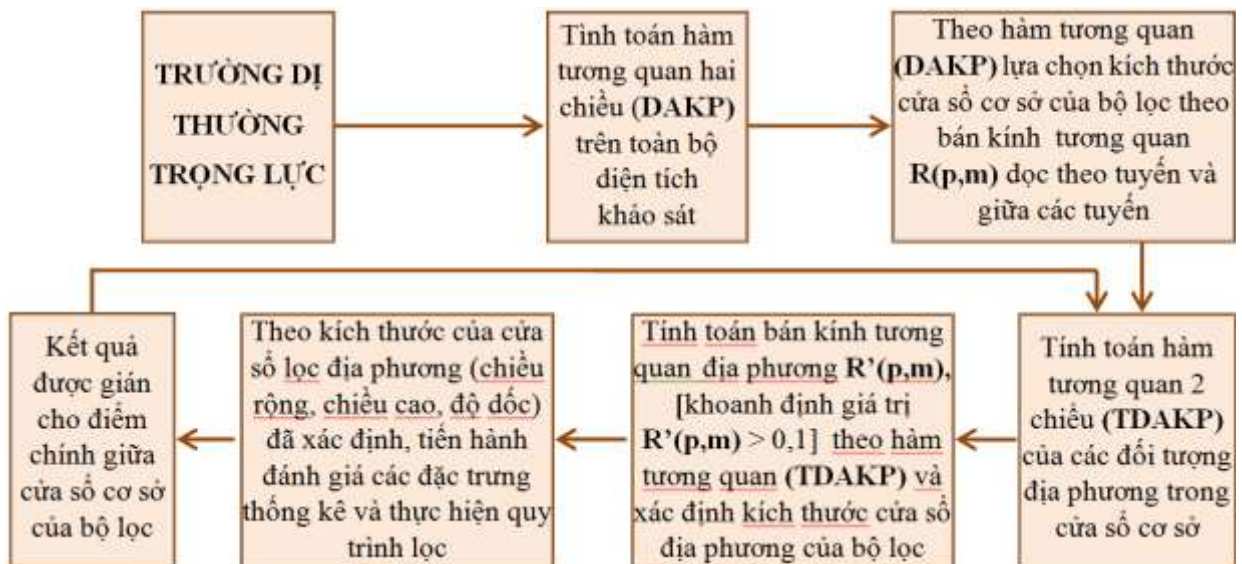 TRƯỜNG DỊ
THƯỜNG
TRỌNG LỰC
Tình toán hàm
tương quan hai
chiều (DAKP)
trên toàn bộ
điện tích
khảo sát
Theo hàm tương quan
(DAKP) lựa chọn kích thước
cửa sổ cơ sở của bộ lọc theo
bán kính tương quan
R(p,m) dọc theo tuyến và
giữa các tuyến
Tính toán hàm
tương quan 2
chiều (TDAKP)
của các đối tượng
địa phương trong
cửa sổ cơ sở
Tính toán bán kính tương
quan địa phương R’(p,m),
[khoanh định giá trị
R’(p,m) > 0,1] theo hàm
tương quan (TDAKP) và
xác định kích thước cửa sổ
địa phương của bộ lọc
Theo kích thước của cửa
sổ lọc địa phương (chiều
rộng, chiều cao, độ dốc)
đã xác định, tiến hành
đánh giá các đặc trưng
thống kê và thực hiện quy
trình lọc
Kết quả
được gián
cho điểm
chính giữa
cửa sổ cơ sở
của bộ lọc